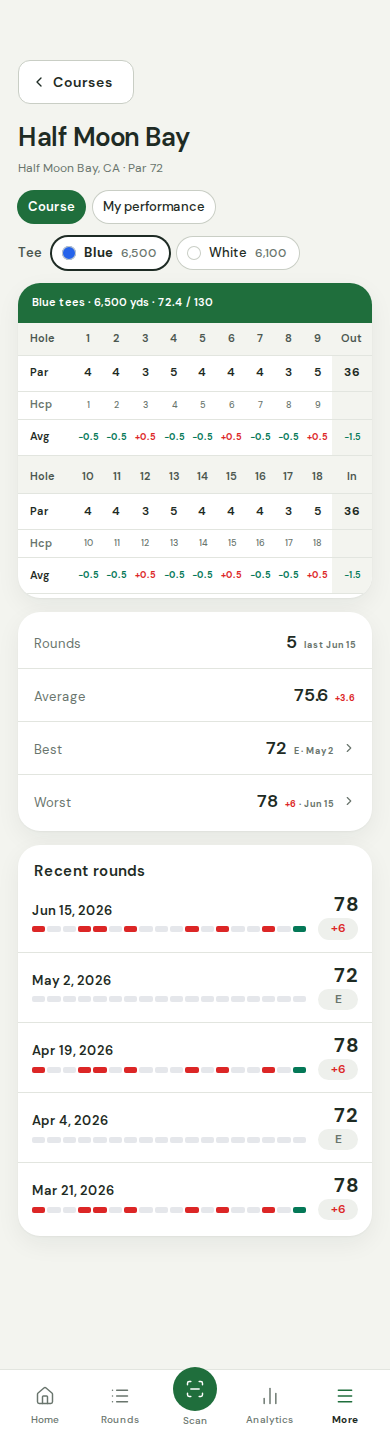 Courses
Half Moon Bay
Half Moon Bay, CA · Par 72
Course My performance
Tee Blue 6,500 White 6,100
Blue tees · 6,500 yds · 72.4 / 130
Hole 1 2 3 4 5 6 7 8 9 Out
Par 4 4 3 5 4 4 4 3 5 36
Hcp 1 2 3 4 5 6 7 8 9
Avg -0.5 -0.5 +0.5 -0.5 -0.5 +0.5 -0.5 -0.5 +0.5 -1.5
Hole 10 11 12 13 14 15 16 17 18 In
Par 4 4 3 5 4 4 4 3 5 36
Hcp 10 11 12 13 14 15 16 17 18
Avg -0.5 -0.5 +0.5 -0.5 -0.5 +0.5 -0.5 -0.5 +0.5 -1.5
Rounds 5 last Jun 15
Average 75.6 +3.6
Best 72 E · May 2
Worst 78 +6 · Jun 15
Recent rounds
Jun 15, 2026 78
+6
May 2, 2026 72
E
Apr 19, 2026 78
+6
Apr 4, 2026 72
E
Mar 21, 2026 78
+6
Home Rounds Scan Analytics More